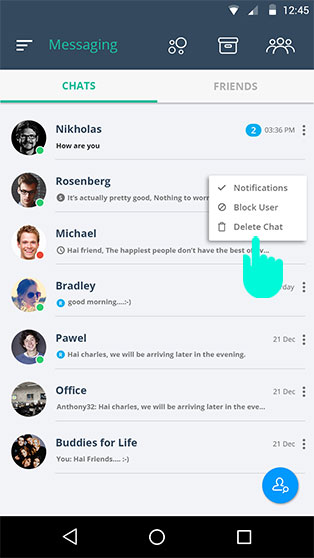 12:45
Messaging
CHATS
FRIENDS
Nikholas
2
03:36 PM
How are you
Rosenberg
It's actually pretty good, Nothing to
Notifications
Block User
Delete Chat
Michael
Hai friend, The happiest people don't have the best of
Bradley
good morning....:-)
Pawel
21 Dec
Hai charles, we will be arriving later in the evening.
Office
21 Dec
Anthony32: Hai charles, we will be arriving later in the eve...
Buddies for Life
21 Dec
You: Hai Friends.... :-)